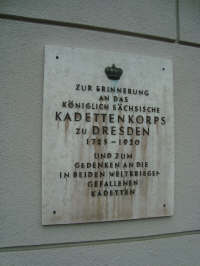 ZUR ERINNERUNG
AN DAS
KÖNIGLICH SÄCHSISCHE
KADETTENKORPS
ZU DRESDEN
1725–1920
UND ZUM
GEDENKEN AN DIE
IN BEIDEN WELTKRIEGEN
GEFALLENEN
KADETTEN